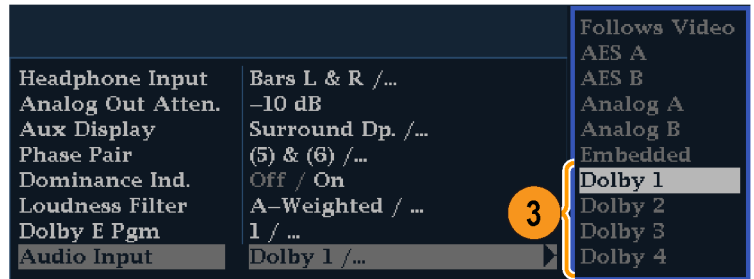 Headphone Input Bars L & R /...
Analog Out Atten. –10 dB
Aux Display Surround Dp. /...
Phase Pair (5) & (6) /...
Dominance Ind. Off / On
Loudness Filter A–Weighted / ...
Dolby E Pgm 1 / ...
Audio Input Dolby 1 /...
Follows Video
AES A
AES B
Analog A
Analog B
Embedded
Dolby 1
Dolby 2
Dolby 3
Dolby 4
3